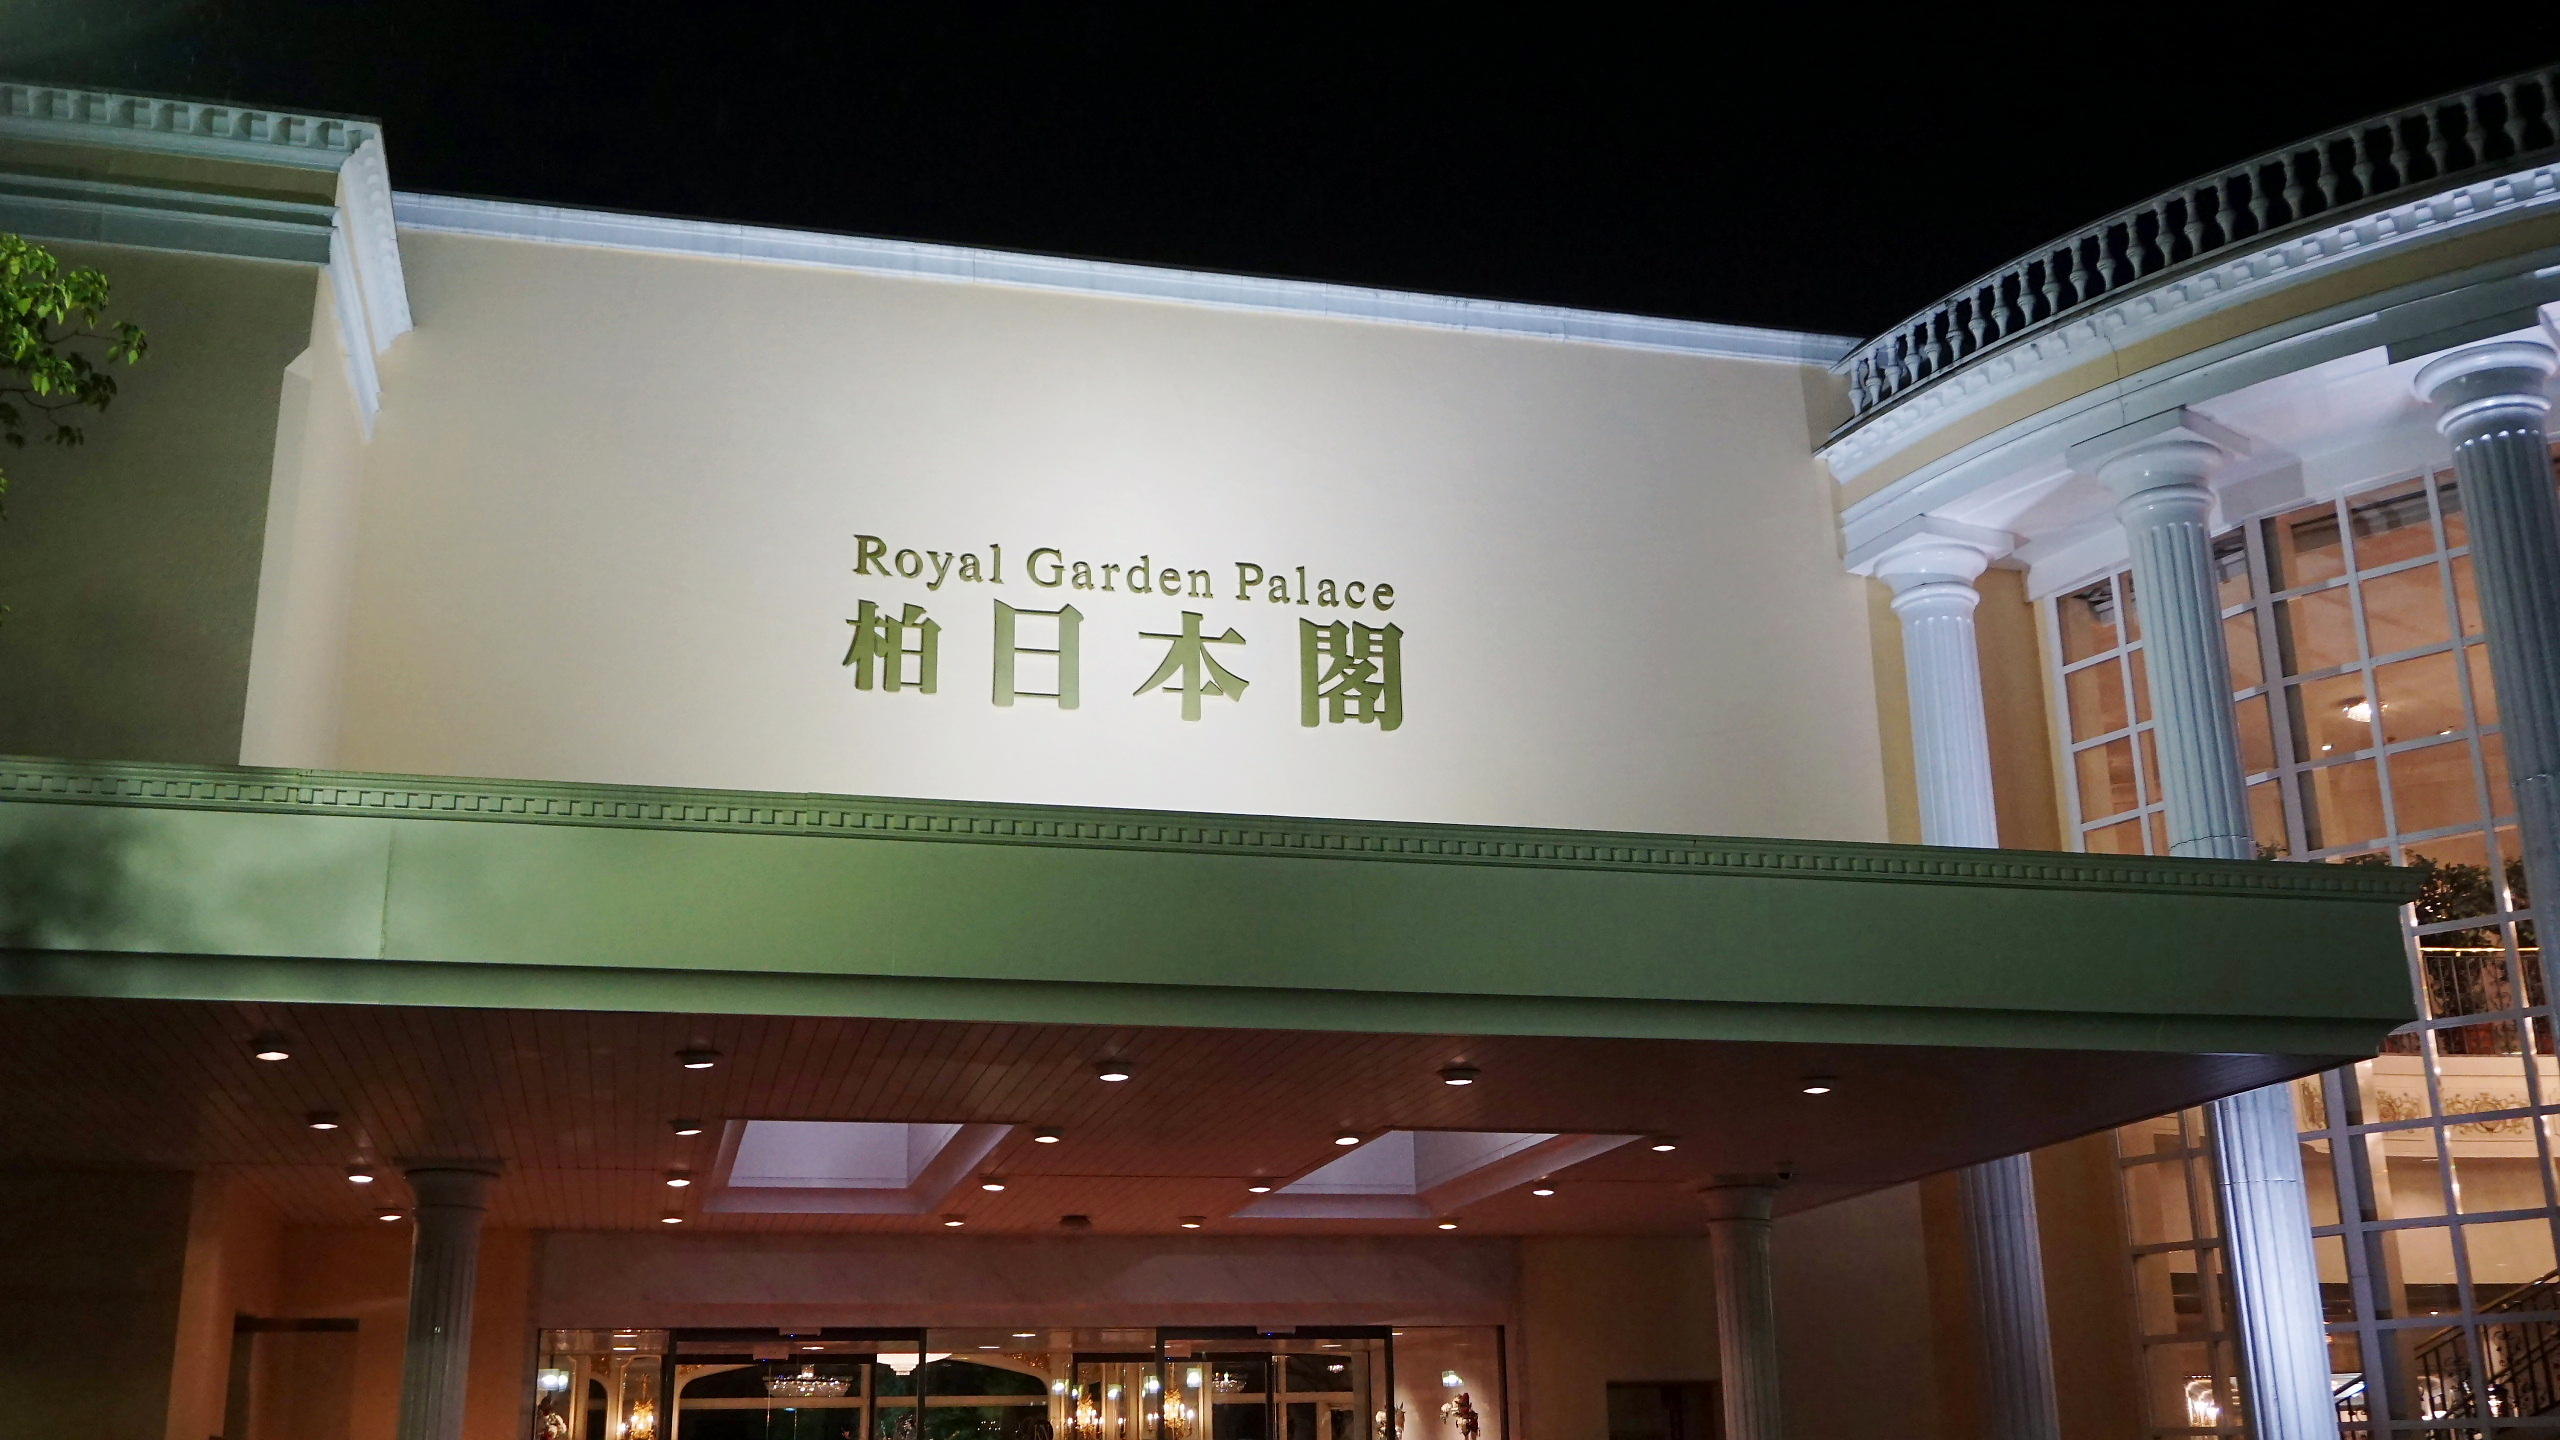 Royal Garden Palace
柏日本閣